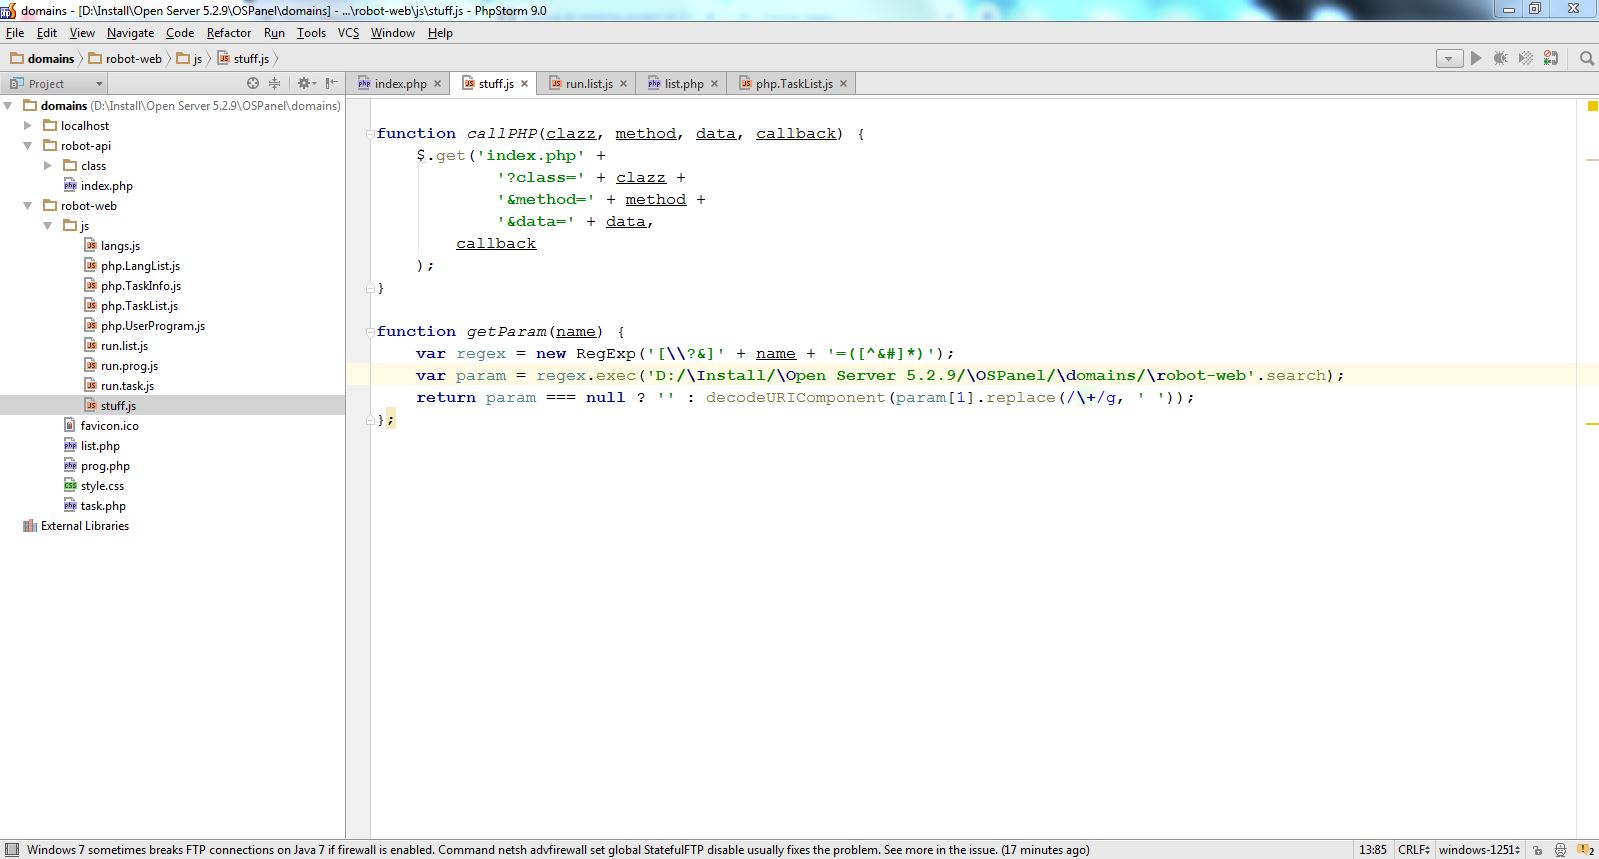 domains - [D:\Install\Open Server 5.2.9\OSPanel\domains] - ...\robot-web\js\stuff.js - PhpStorm 9.0
File Edit View Navigate Code Refactor Run Tools VCS Window Help
domains robot-web js stuff.js
Project
index.php stuff.js run.list.js list.php php.TaskList.js
domains (D:\Install\Open Server 5.2.9\OSPanel\domains)
localhost
robot-api
class
index.php
robot-web
js
langs.js
php.LangList.js
php.TaskInfo.js
php.TaskList.js
php.UserProgram.js
run.list.js
run.prog.js
run.task.js
stuff.js
favicon.ico
list.php
prog.php
style.css
task.php
External Libraries
function callPHP(clazz, method, data, callback) {
$.get('index.php' +
'?class=' + clazz +
'&method=' + method +
'&data=' + data,
callback
);
}
function getParam(name) {
var regex = new RegExp('[\\?&]' + name + '=([^&#]*)');
var param = regex.exec('D:/\Install/\Open Server 5.2.9/\OSPanel/\domains/\robot-web'.search);
return param === null ? '' : decodeURIComponent(param[1].replace(/\+/g, ' '));
};
Windows 7 sometimes breaks FTP connections on Java 7 if firewall is enabled. Command netsh advfirewall set global StatefulFTP disable usually fixes the problem. See more in the issue. (17 minutes ago)
13:85 CRLF windows-1251 2